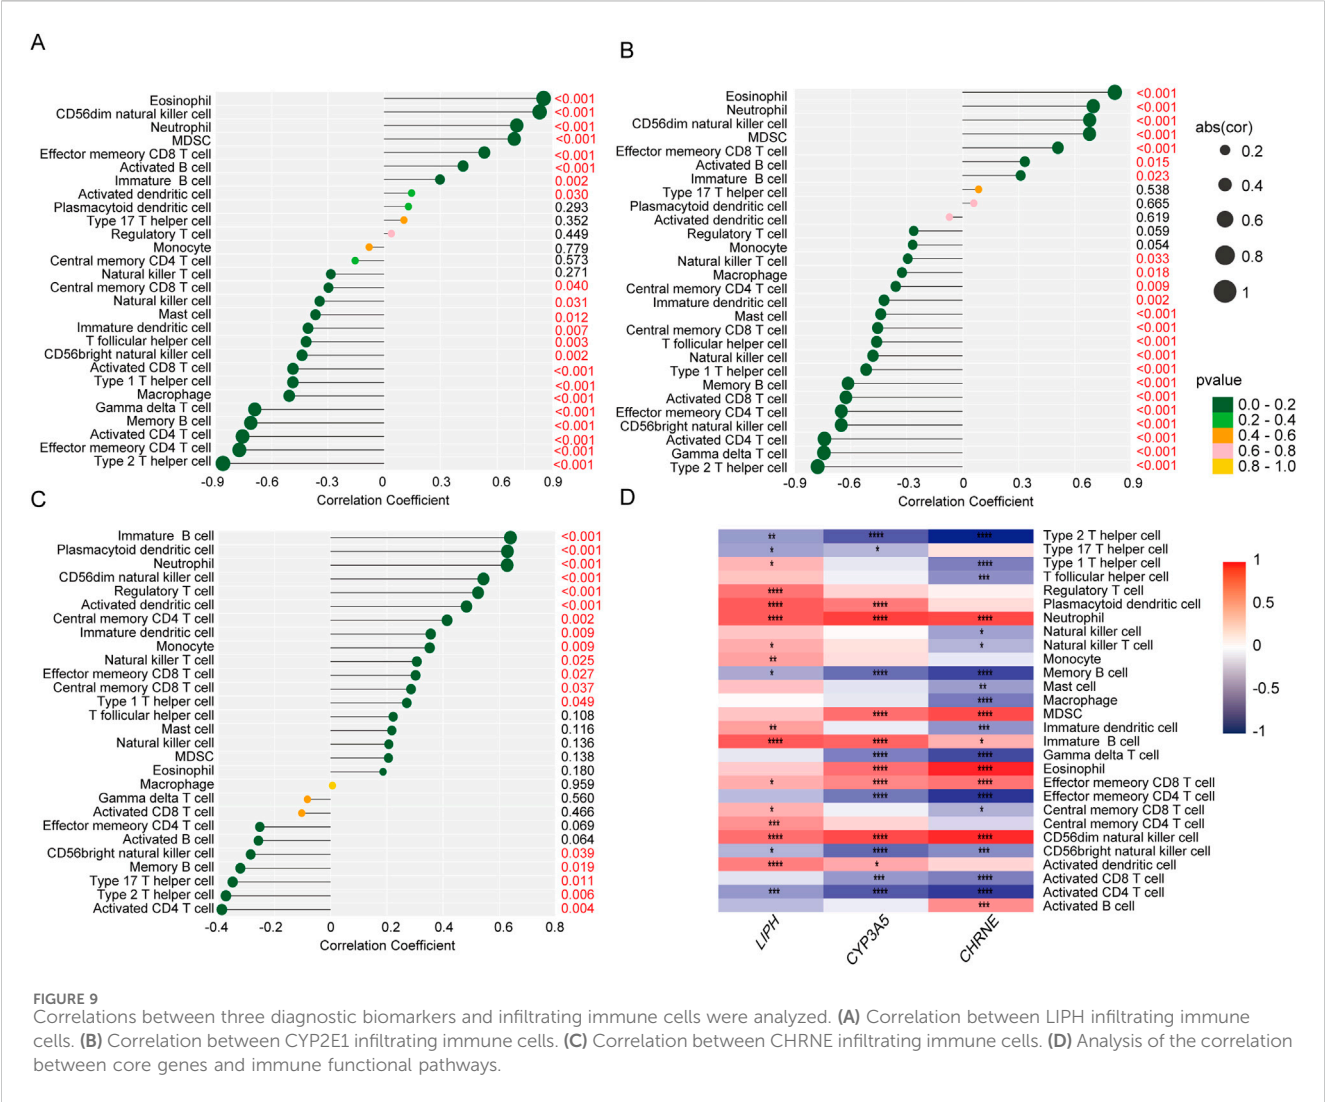 A
Eosinophil <0.001
CD56dim natural killer cell <0.001
Neutrophil <0.001
MDSC <0.001
Effector memeory CD8 T cell <0.001
Activated B cell <0.001
Immature B cell 0.002
Activated dendritic cell 0.030
Plasmacytoid dendritic cell 0.293
Type 17 T helper cell 0.352
Regulatory T cell 0.449
Monocyte 0.779
Central memory CD4 T cell 0.573
Natural killer T cell 0.271
Central memory CD8 T cell 0.040
Natural killer cell 0.031
Mast cell 0.012
Immature dendritic cell 0.007
T follicular helper cell 0.003
CD56bright natural killer cell 0.002
Activated CD8 T cell <0.001
Type 1 T helper cell <0.001
Macrophage
Gamma delta T cell <0.001
Memory B cell <0.001
Activated CD4 T cell <0.001
Effector memeory CD4 T cell <0.001
Type 2 T helper cell <0.001
-0.9 -0.6 -0.3 0 0.3 0.6 0.9
Correlation Coefficient
B
Eosinophil <0.001
Neutrophil <0.001
CD56dim natural killer cell <0.001
MDSC <0.001
Effector memeory CD8 T cell <0.001
Activated B cell 0.015
Immature B cell 0.023
Type 17 T helper cell 0.538
Plasmacytoid dendritic cell 0.665
Activated dendritic cell 0.619
Regulatory T cell 0.059
Monocyte 0.054
Natural killer T cell 0.033
Macrophage 0.018
Central memory CD4 T cell 0.009
Immature dendritic cell 0.002
Mast cell <0.001
Central memory CD8 T cell <0.001
T follicular helper cell <0.001
Natural killer cell <0.001
Type 1 T helper cell <0.001
Memory B cell <0.001
Activated CD8 T cell <0.001
Effector memeory CD4 T cell <0.001
CD56bright natural killer cell <0.001
Activated CD4 T cell <0.001
Gamma delta T cell <0.001
Type 2 T helper cell <0.001
-0.9 -0.6 -0.3 0 0.3 0.6 0.9
Correlation Coefficient
abs(cor)
0.2
0.4
0.6
0.8
1
pvalue
0.0 - 0.2
0.2 - 0.4
0.4 - 0.6
0.6 - 0.8
0.8 - 1.0
C
Immature B cell <0.001
Plasmacytoid dendritic cell <0.001
Neutrophil <0.001
CD56dim natural killer cell <0.001
Regulatory T cell <0.001
Activated dendritic cell <0.001
Central memory CD4 T cell 0.002
Immature dendritic cell 0.009
Monocyte 0.009
Natural killer T cell 0.025
Effector memeory CD8 T cell 0.027
Central memory CD8 T cell 0.037
Type 1 T helper cell 0.049
T follicular helper cell 0.108
Mast cell 0.116
Natural killer cell 0.136
MDSC 0.138
Eosinophil 0.180
Macrophage 0.959
Gamma delta T cell 0.560
Activated CD8 T cell 0.466
Effector memeory CD4 T cell 0.069
Activated B cell 0.064
CD56bright natural killer cell 0.039
Memory B cell 0.019
Type 17 T helper cell 0.011
Type 2 T helper cell 0.006
Activated CD4 T cell 0.004
-0.4 -0.2 0 0.2 0.4 0.6 0.8
Correlation Coefficient
D
** **** **** Type 2 T helper cell
* * Type 17 T helper cell
* **** Type 1 T helper cell
*** T follicular helper cell
**** Regulatory T cell
**** **** Plasmacytoid dendritic cell
**** **** **** Neutrophil
* Natural killer cell
* * Natural killer T cell
** Monocyte
* **** **** Memory B cell
** Mast cell
**** Macrophage
**** **** MDSC
** *** Immature dendritic cell
**** **** * Immature B cell
**** **** Gamma delta T cell
**** **** Eosinophil
* **** **** Effector memeory CD8 T cell
**** **** Effector memeory CD4 T cell
* * Central memory CD8 T cell
*** Central memory CD4 T cell
**** **** **** CD56dim natural killer cell
* **** *** CD56bright natural killer cell
**** * Activated dendritic cell
*** **** Activated CD8 T cell
*** **** **** Activated CD4 T cell
*** Activated B cell
LIPH CYP3A5 CHRNE
1
0.5
0
-0.5
-1
FIGURE 9
Correlations between three diagnostic biomarkers and infiltrating immune cells were analyzed. (A) Correlation between LIPH infiltrating immune
cells. (B) Correlation between CYP2E1 infiltrating immune cells. (C) Correlation between CHRNE infiltrating immune cells. (D) Analysis of the correlation
between core genes and immune functional pathways.